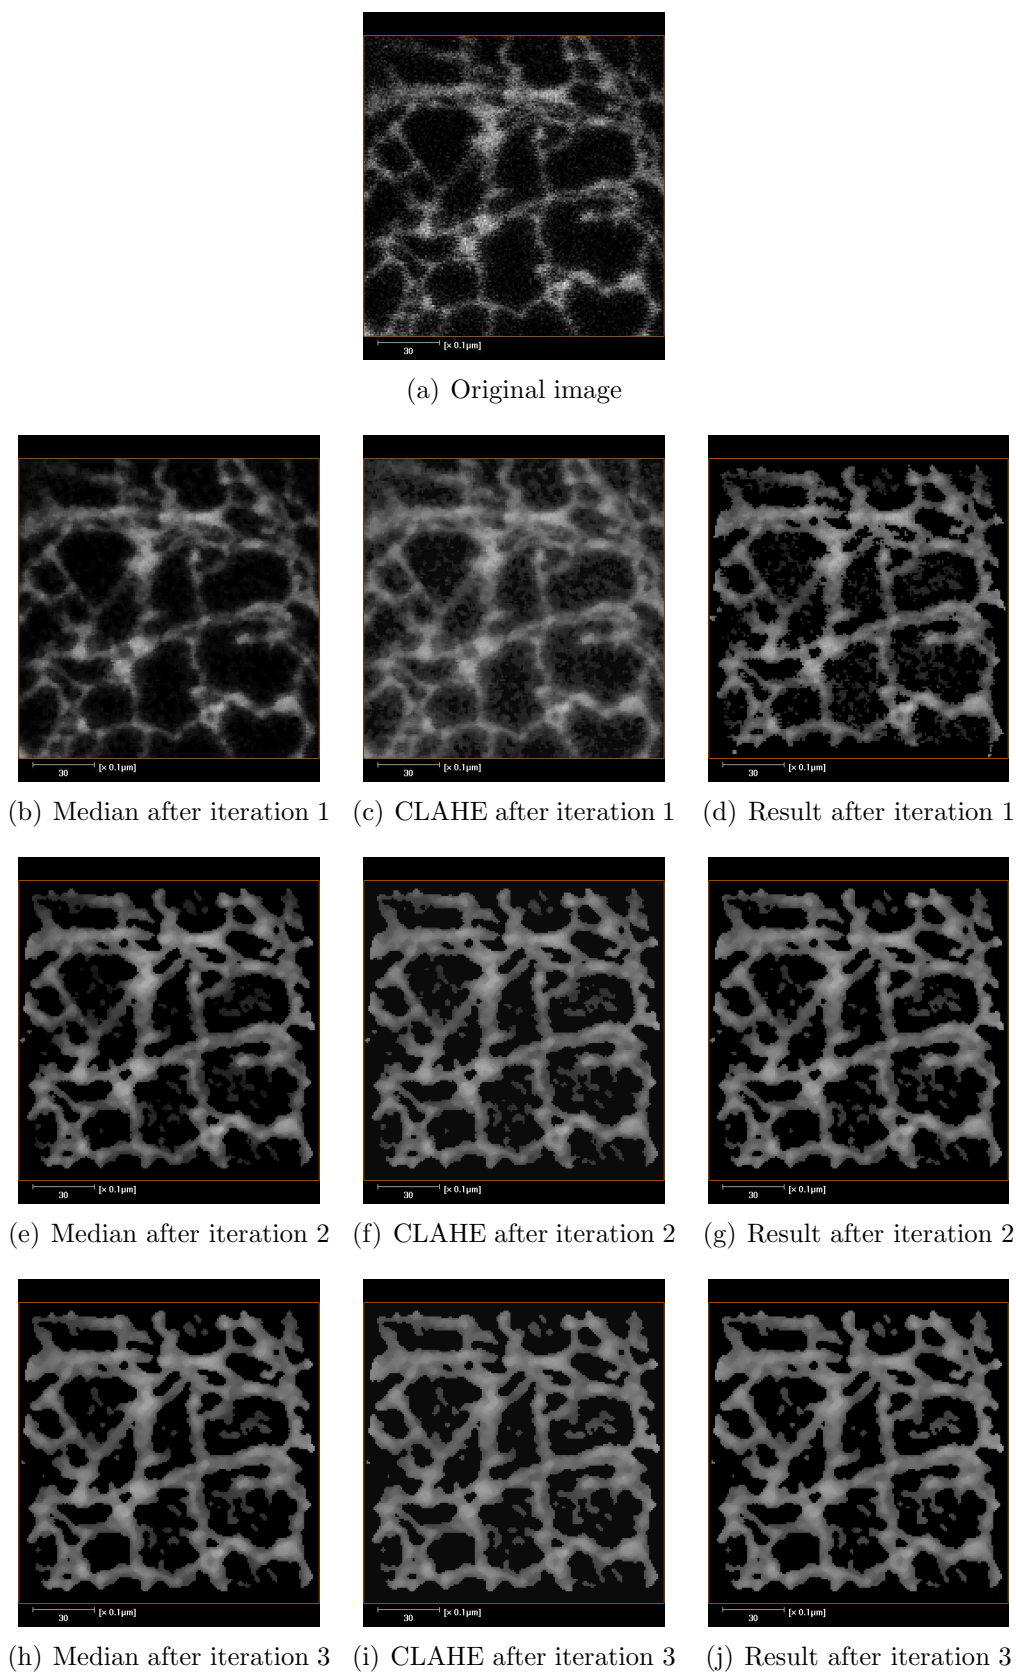 30 [× 0.1µm]
(a) Original image
30 [× 0.1µm]
30 [× 0.1µm]
30 [× 0.1µm]
(b) Median after iteration 1
(c) CLAHE after iteration 1
(d) Result after iteration 1
30 [× 0.1µm]
30 [× 0.1µm]
30 [× 0.1µm]
(e) Median after iteration 2
(f) CLAHE after iteration 2
(g) Result after iteration 2
30 [× 0.1µm]
30 [× 0.1µm]
30 [× 0.1µm]
(h) Median after iteration 3
(i) CLAHE after iteration 3
(j) Result after iteration 3